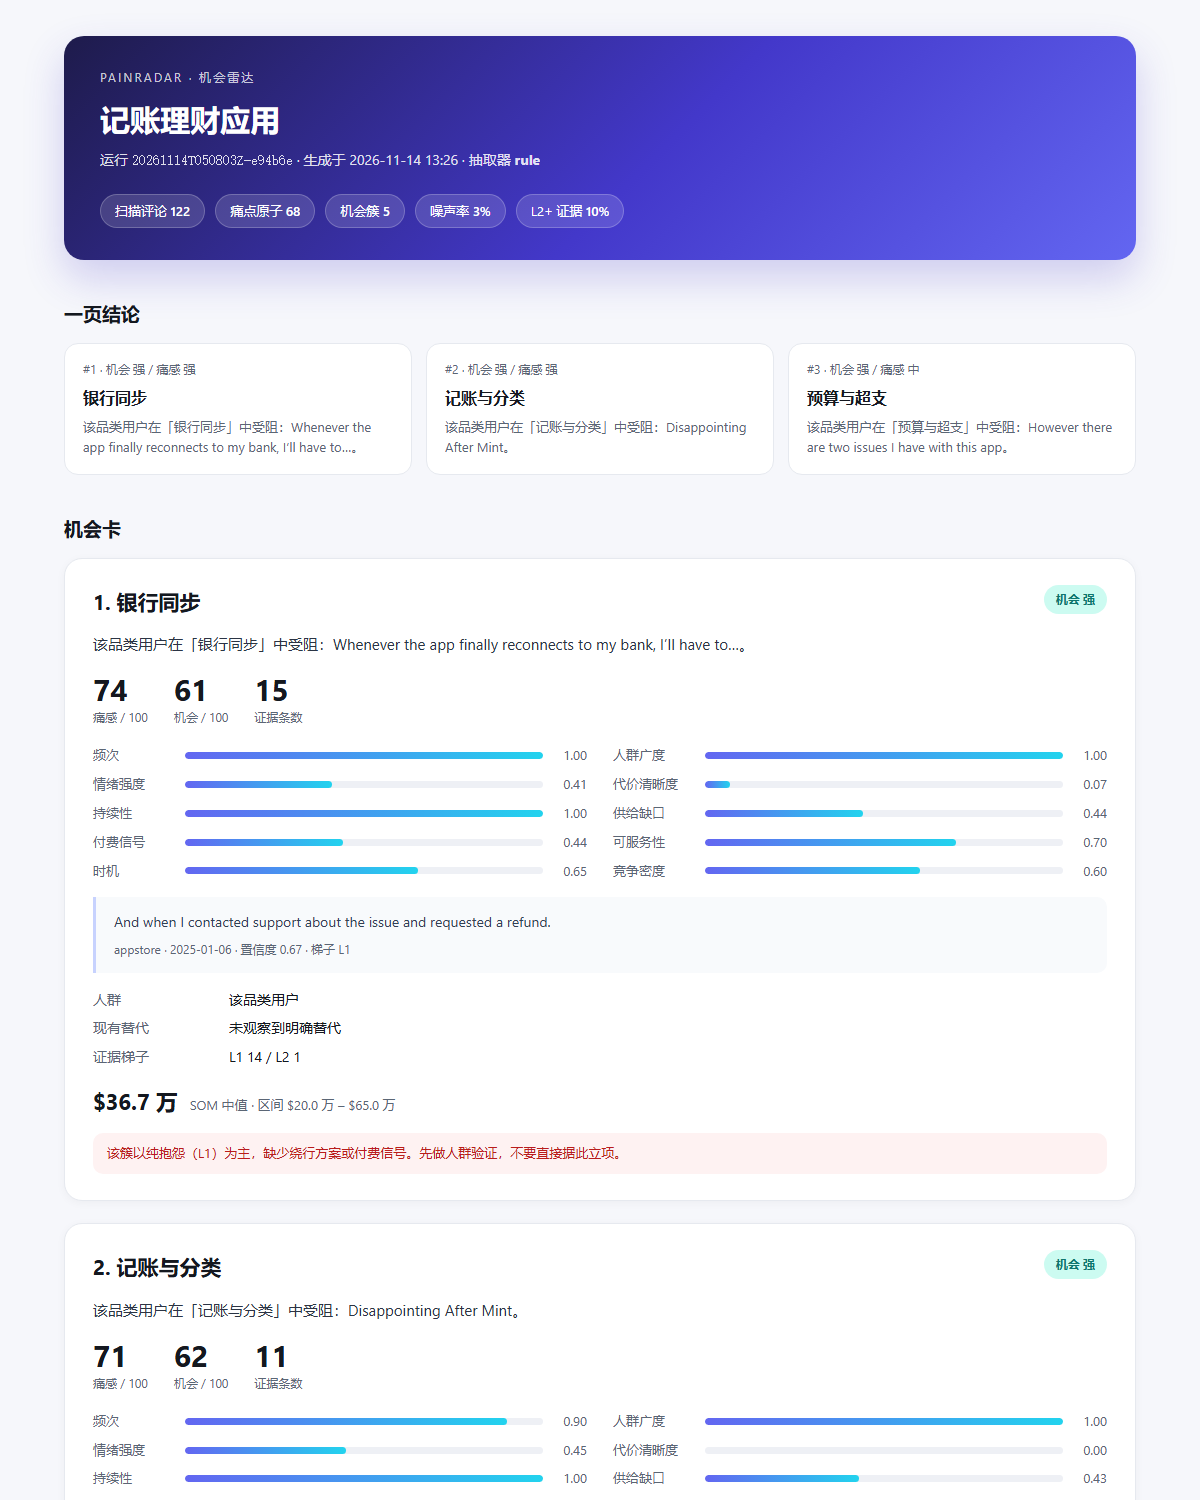 PAINRADAR · 机会雷达
记账理财应用
运行 20261114T050803Z-e94b6e · 生成于 2026-11-14 13:26 · 抽取器 rule
扫描评论 122 痛点原子 68 机会簇 5 噪声率 3% L2+ 证据 10%
一页结论
#1 · 机会 强 / 痛感 强
银行同步
该品类用户在「银行同步」中受阻：Whenever the
app finally reconnects to my bank, I'll have to…。
#2 · 机会 强 / 痛感 强
记账与分类
该品类用户在「记账与分类」中受阻：Disappointing
After Mint。
#3 · 机会 强 / 痛感 中
预算与超支
该品类用户在「预算与超支」中受阻：However there
are two issues I have with this app。
机会卡
1. 银行同步
机会 强
该品类用户在「银行同步」中受阻：Whenever the app finally reconnects to my bank, I'll have to…。
74 61 15
痛感 / 100 机会 / 100 证据条数
频次 1.00 人群广度 1.00
情绪强度 0.41 代价清晰度 0.07
持续性 1.00 供给缺口 0.44
付费信号 0.44 可服务性 0.70
时机 0.65 竞争密度 0.60
And when I contacted support about the issue and requested a refund.
appstore · 2025-01-06 · 置信度 0.67 · 梯子 L1
人群 该品类用户
现有替代 未观察到明确替代
证据梯子 L1 14 / L2 1
$36.7 万 SOM 中值 · 区间 $20.0 万 – $65.0 万
该簇以纯抱怨（L1）为主，缺少绕行方案或付费信号。先做人群验证，不要直接据此立项。
2. 记账与分类
机会 强
该品类用户在「记账与分类」中受阻：Disappointing After Mint。
71 62 11
痛感 / 100 机会 / 100 证据条数
频次 0.90 人群广度 1.00
情绪强度 0.45 代价清晰度 0.00
持续性 1.00 供给缺口 0.43